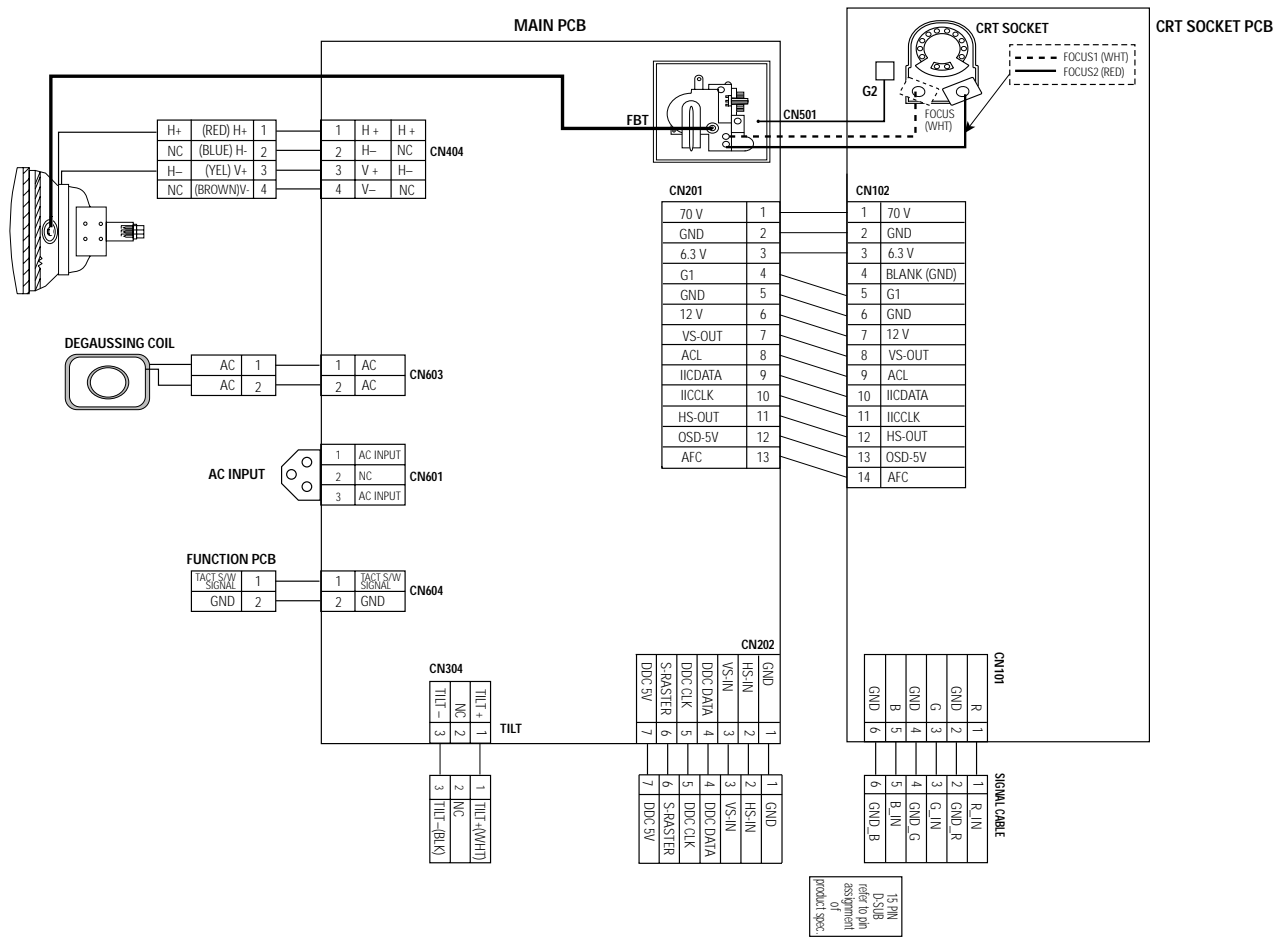 MAIN PCB
CRT SOCKET PCB
CRT SOCKET
FOCUS1 (WHT)
FOCUS2 (RED)
G2
FOCUS
(WHT)
FBT
CN501
H+ (RED) H+ 1
NC (BLUE) H- 2
H– (YEL) V+ 3
NC (BROWN)V- 4
1 H + H +
2 H– NC
3 V + H–
4 V– NC
CN404
CN201
70 V 1
GND 2
6.3 V 3
G1 4
GND 5
12 V 6
VS-OUT 7
ACL 8
IICDATA 9
IICCLK 10
HS-OUT 11
OSD-5V 12
AFC 13
CN102
1 70 V
2 GND
3 6.3 V
4 BLANK (GND)
5 G1
6 GND
7 12 V
8 VS-OUT
9 ACL
10 IICDATA
11 IICCLK
12 HS-OUT
13 OSD-5V
14 AFC
DEGAUSSING COIL
AC 1
AC 2
1 AC
2 AC
CN603
AC INPUT
1 AC INPUT
2 NC
3 AC INPUT
CN601
FUNCTION PCB
TACT S/W
SIGNAL 1
GND 2
1 TACT S/W
SIGNAL
2 GND
CN604
CN304
TILT – 3
NC 2
TILT + 1
TILT
3 TILT–(BLK)
2 NC
1 TILT+(WHT)
CN202
DDC 5V 7
S-RASTER 6
DDC CLK 5
DDC DATA 4
VS-IN 3
HS-IN 2
GND 1
7 DDC 5V
6 S-RASTER
5 DDC CLK
4 DDC DATA
3 VS-IN
2 HS-IN
1 GND
CN101
GND 6
B 5
GND 4
G 3
GND 2
R 1
SIGNAL CABLE
6 GND_B
5 B_IN
4 GND_G
3 G_IN
2 GND_R
1 R_IN
15 PIN
D-SUB
refer to pin
assignment
of
product spec.